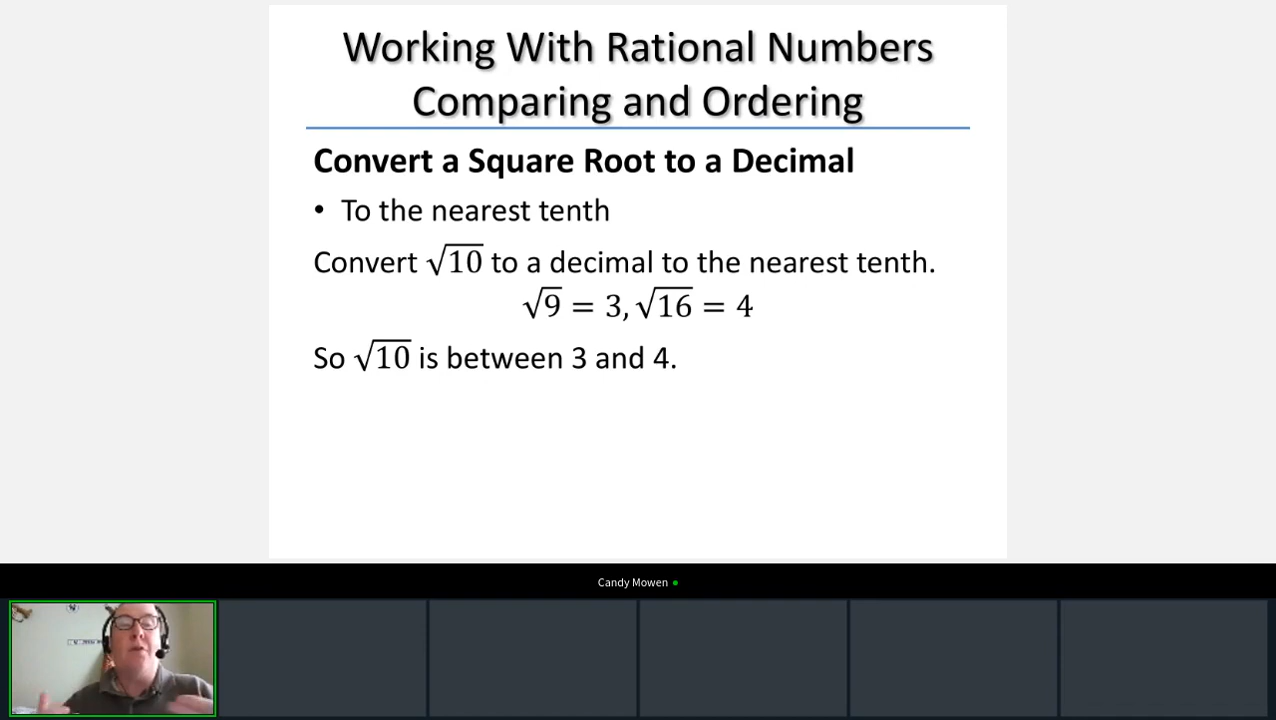 Working With Rational Numbers
Comparing and Ordering
Convert a Square Root to a Decimal
• To the nearest tenth
Convert √10 to a decimal to the nearest tenth.
√9 = 3, √16 = 4
So √10 is between 3 and 4.
Candy Mowen